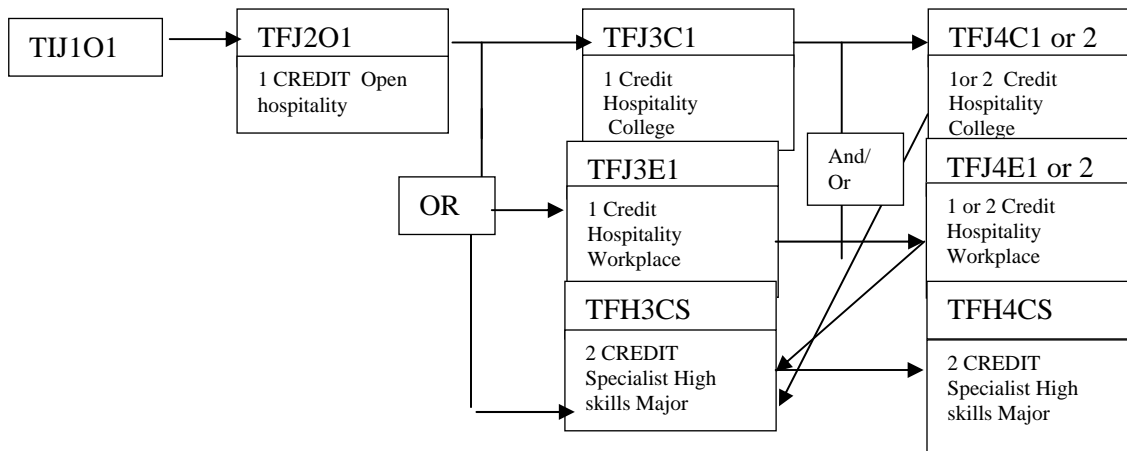 TIJ1O1
TFJ2O1
1 CREDIT Open
hospitality
TFJ3C1
1 Credit
Hospitality
College
TFJ4C1 or 2
1or 2 Credit
Hospitality
College
OR
TFJ3E1
1 Credit
Hospitality
Workplace
And/
Or
TFJ4E1 or 2
1 or 2 Credit
Hospitality
Workplace
TFH3CS
2 CREDIT
Specialist High
skills Major
TFH4CS
2 CREDIT
Specialist High
skills Major